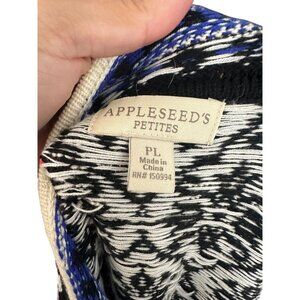 APPLESEED'S
PETITES
PL
Made in
China
RN# 150994